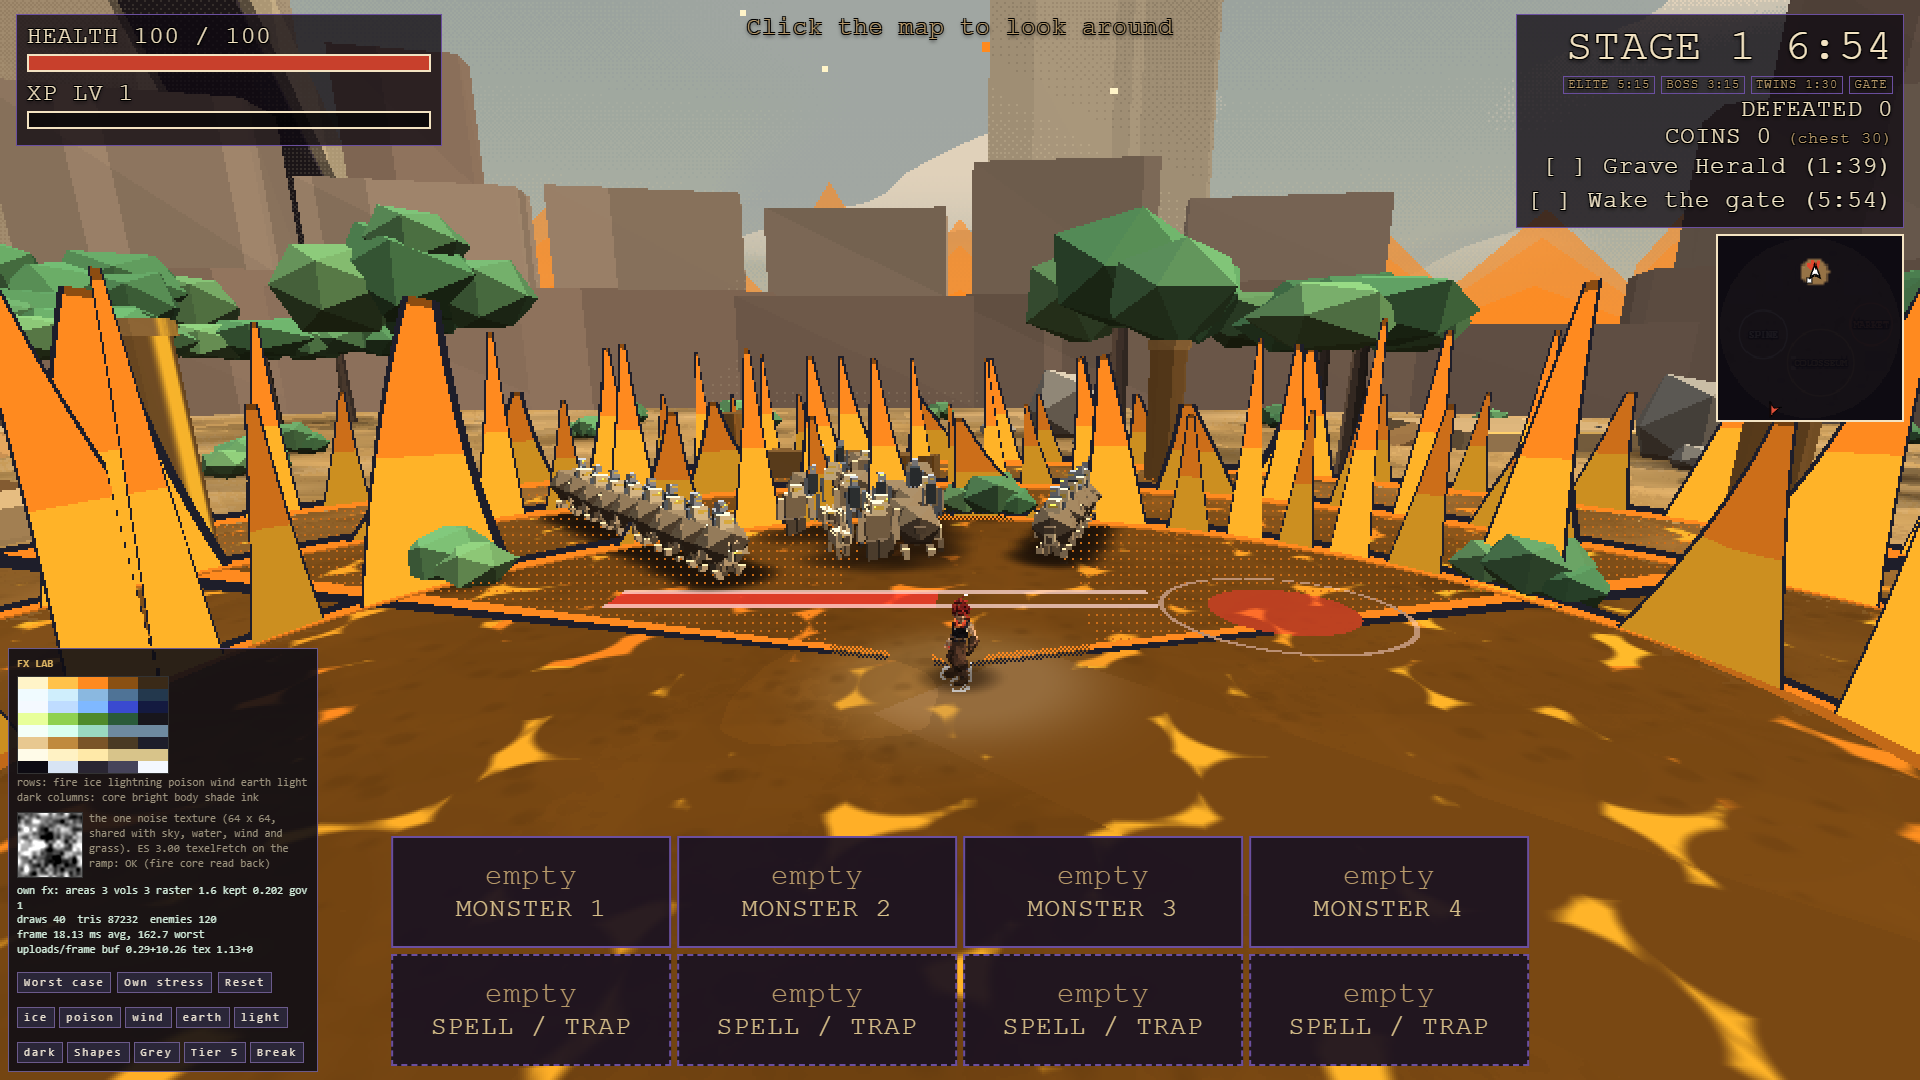 HEALTH 100 / 100
XP LV 1
Click the map to look around
STAGE 1 6:54
ELITE 5:15 BOSS 3:15 TWINS 1:30 GATE
DEFEATED 0
COINS 0 (chest 30)
[ ] Grave Herald (1:39)
[ ] Wake the gate (5:54)
FX LAB
rows: fire ice lightning poison wind earth light
dark columns: core bright body shade ink
the one noise texture (64 x 64,
shared with sky, water, wind and
grass). ES 3.00 texelFetch on the
ramp: OK (fire core read back)
own fx: areas 3 vols 3 raster 1.6 kept 0.202 gov
1
draws 40 tris 87232 enemies 120
frame 18.13 ms avg, 162.7 worst
uploads/frame buf 0.29+10.26 tex 1.13+0
Worst case Own stress Reset
ice poison wind earth light
dark Shapes Grey Tier 5 Break
empty empty empty empty
MONSTER 1 MONSTER 2 MONSTER 3 MONSTER 4
empty empty empty empty
SPELL / TRAP SPELL / TRAP SPELL / TRAP SPELL / TRAP